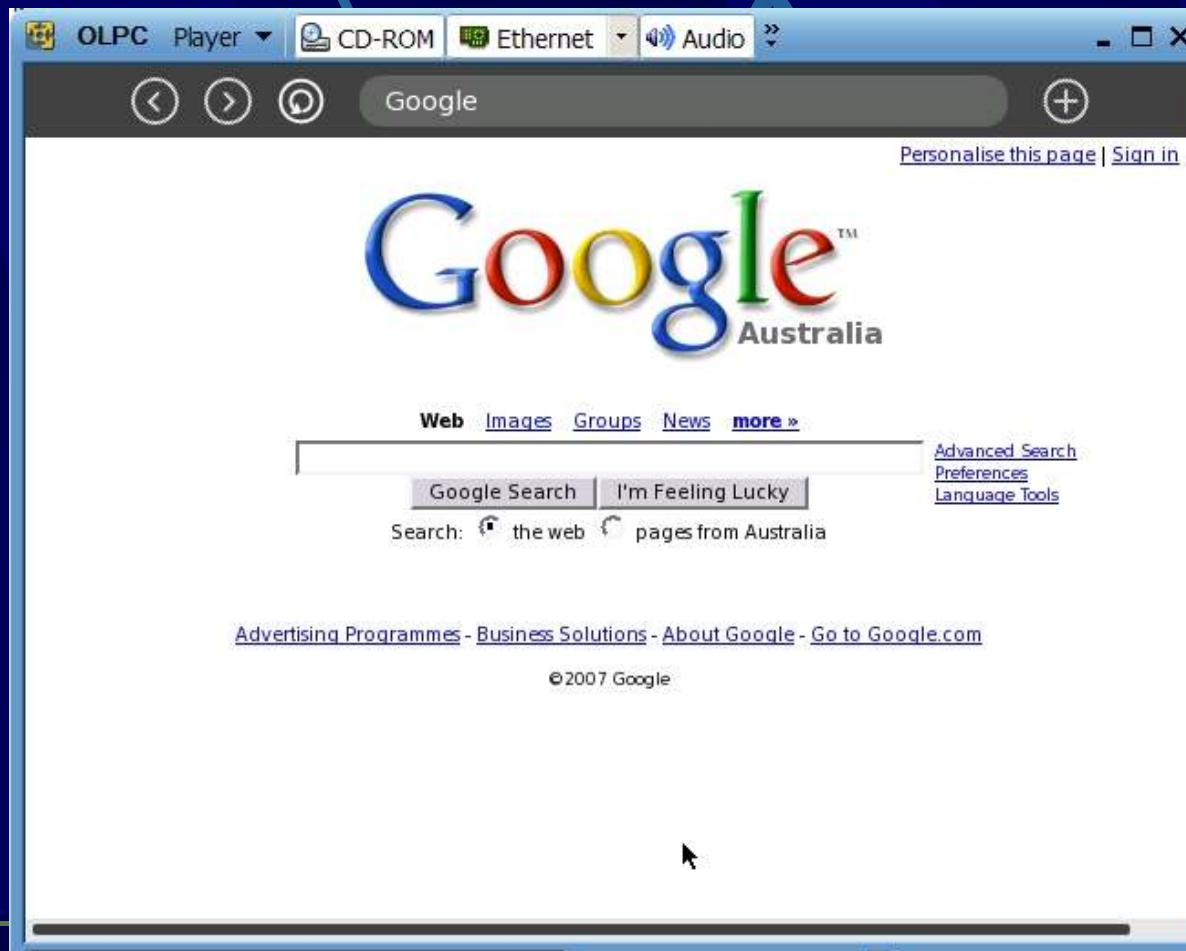 OLPC Player CD-ROM Ethernet Audio »
Google
Personalise this page | Sign in
Google™
Australia
Web Images Groups News more »
Advanced Search
Preferences
Google Search I'm Feeling Lucky Language Tools
Search: the web pages from Australia
Advertising Programmes - Business Solutions - About Google - Go to Google.com
©2007 Google